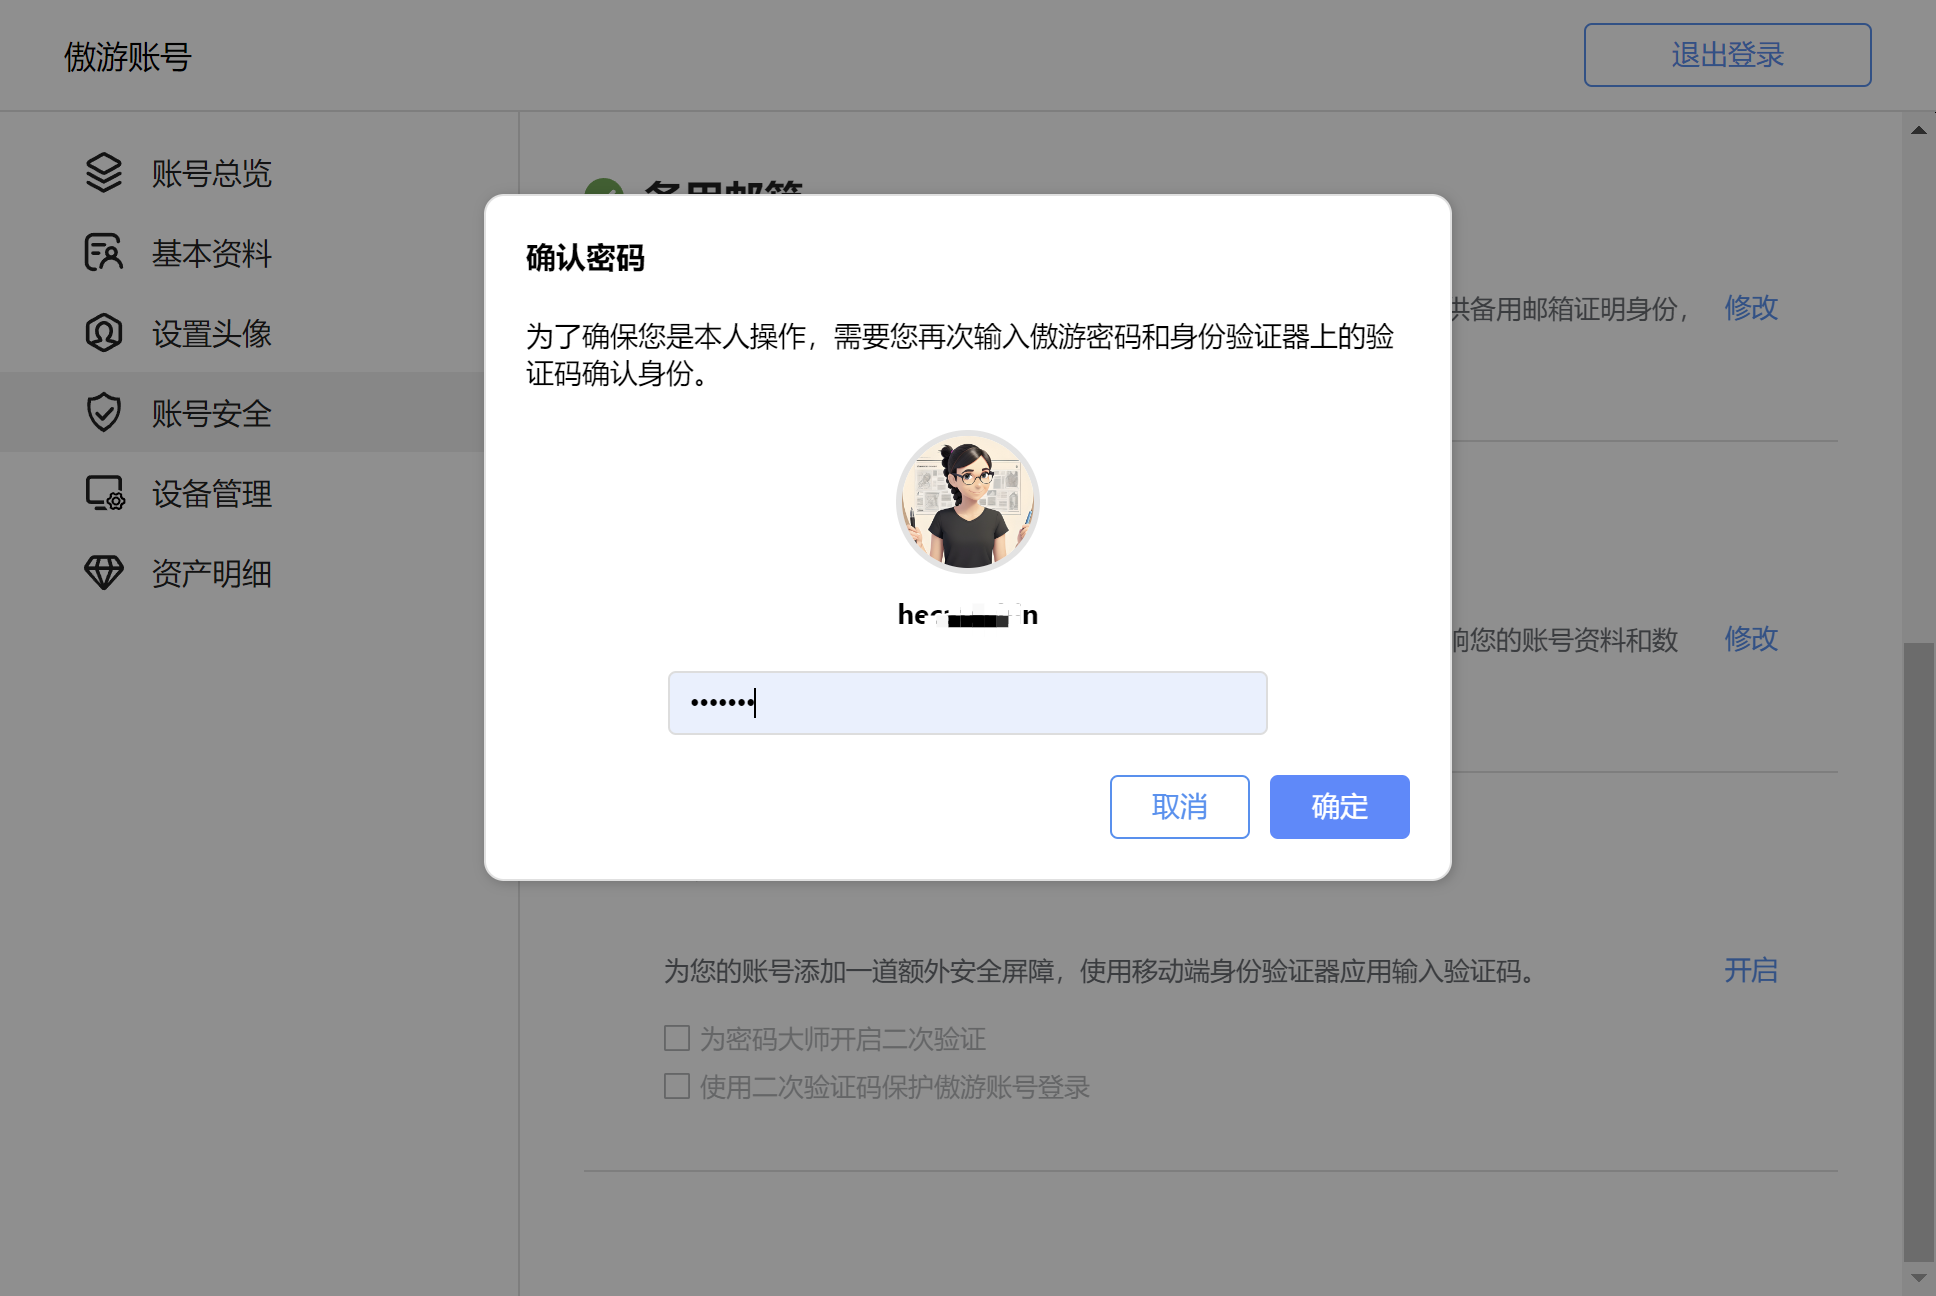 傲游账号
退出登录
账号总览
基本资料
设置头像
账号安全
设备管理
资产明细
备用邮箱
供备用邮箱证明身份，
修改
确认密码
为了确保您是本人操作，需要您再次输入傲游密码和身份验证器上的验
证码确认身份。
取消
确定
响您的账号资料和数
修改
为您的账号添加一道额外安全屏障，使用移动端身份验证器应用输入验证码。
开启
为密码大师开启二次验证
使用二次验证码保护傲游账号登录